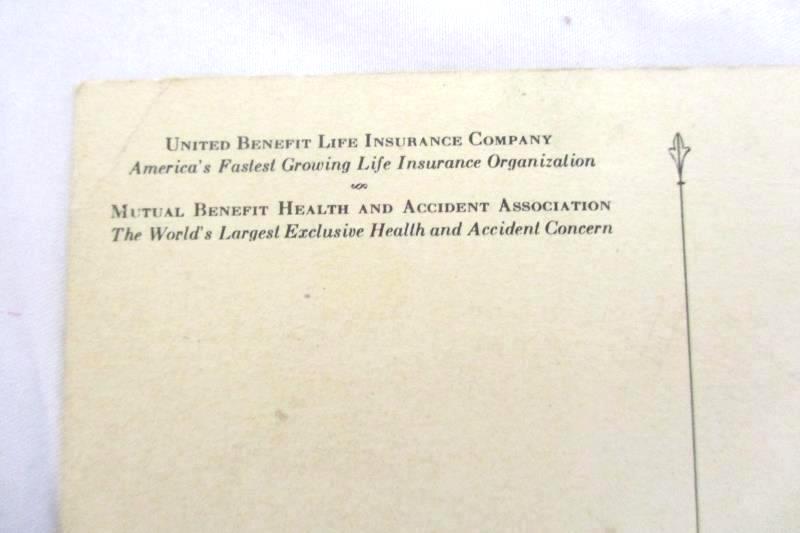 United Benefit Life Insurance Company
America's Fastest Growing Life Insurance Organization
Mutual Benefit Health and Accident Association
The World's Largest Exclusive Health and Accident Concern